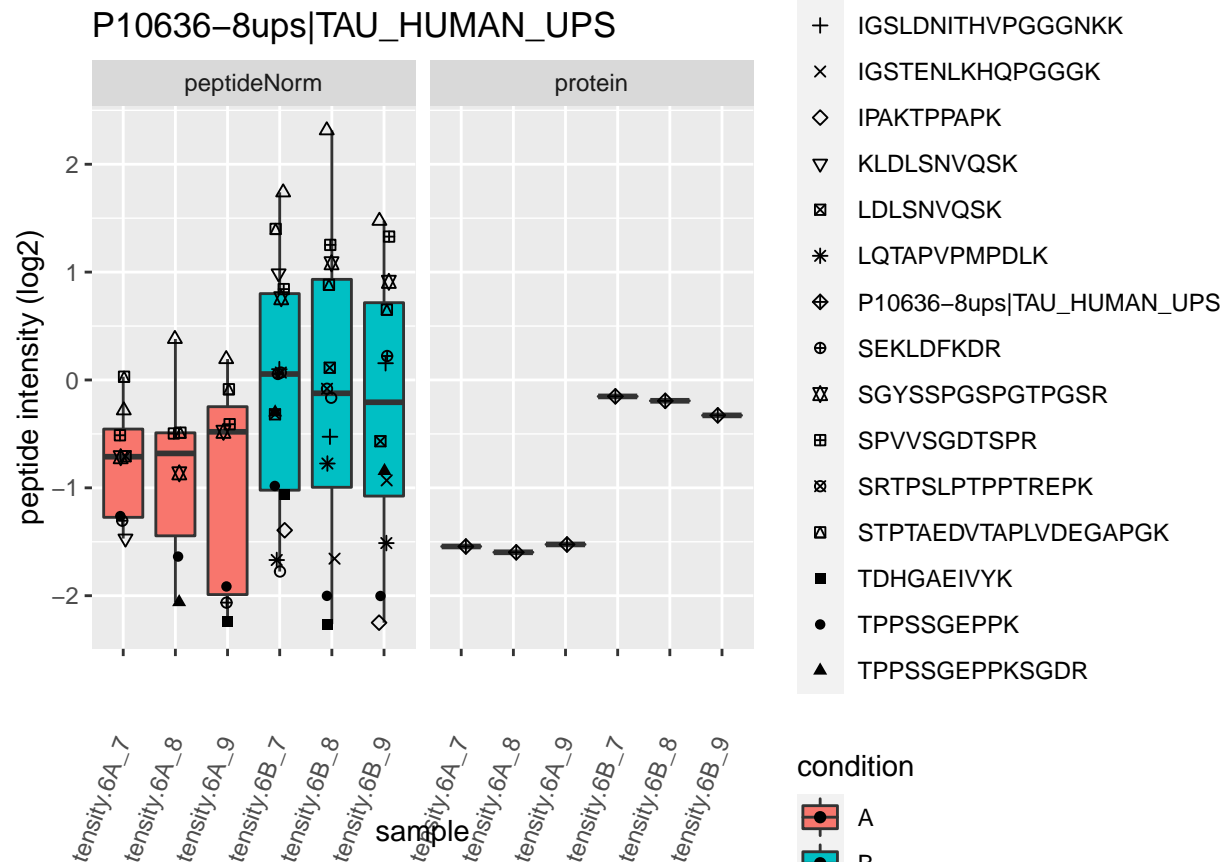 P10636−8ups|TAU_HUMAN_UPS
peptideNorm
protein
peptide intensity (log2)
2
1
0
−1
−2
tensity.6A_7
tensity.6A_8
tensity.6A_9
tensity.6B_7
tensity.6B_8
tensity.6B_9
tensity.6A_7
tensity.6A_8
tensity.6A_9
tensity.6B_7
tensity.6B_8
tensity.6B_9
sample
IGSLDNITHVPGGGNKK
IGSTENLKHQPGGGK
IPAKTPPAPK
KLDLSNVQSK
LDLSNVQSK
LQTAPVPMPDLK
P10636−8ups|TAU_HUMAN_UPS
SEKLDFKDR
SGYSSPGSPGTPGSR
SPVVSGDTSPR
SRTPSLPTPPTREPK
STPTAEDVTAPLVDEGAPGK
TDHGAEIVYK
TPPSSGEPPK
TPPSSGEPPKSGDR
condition
A
B